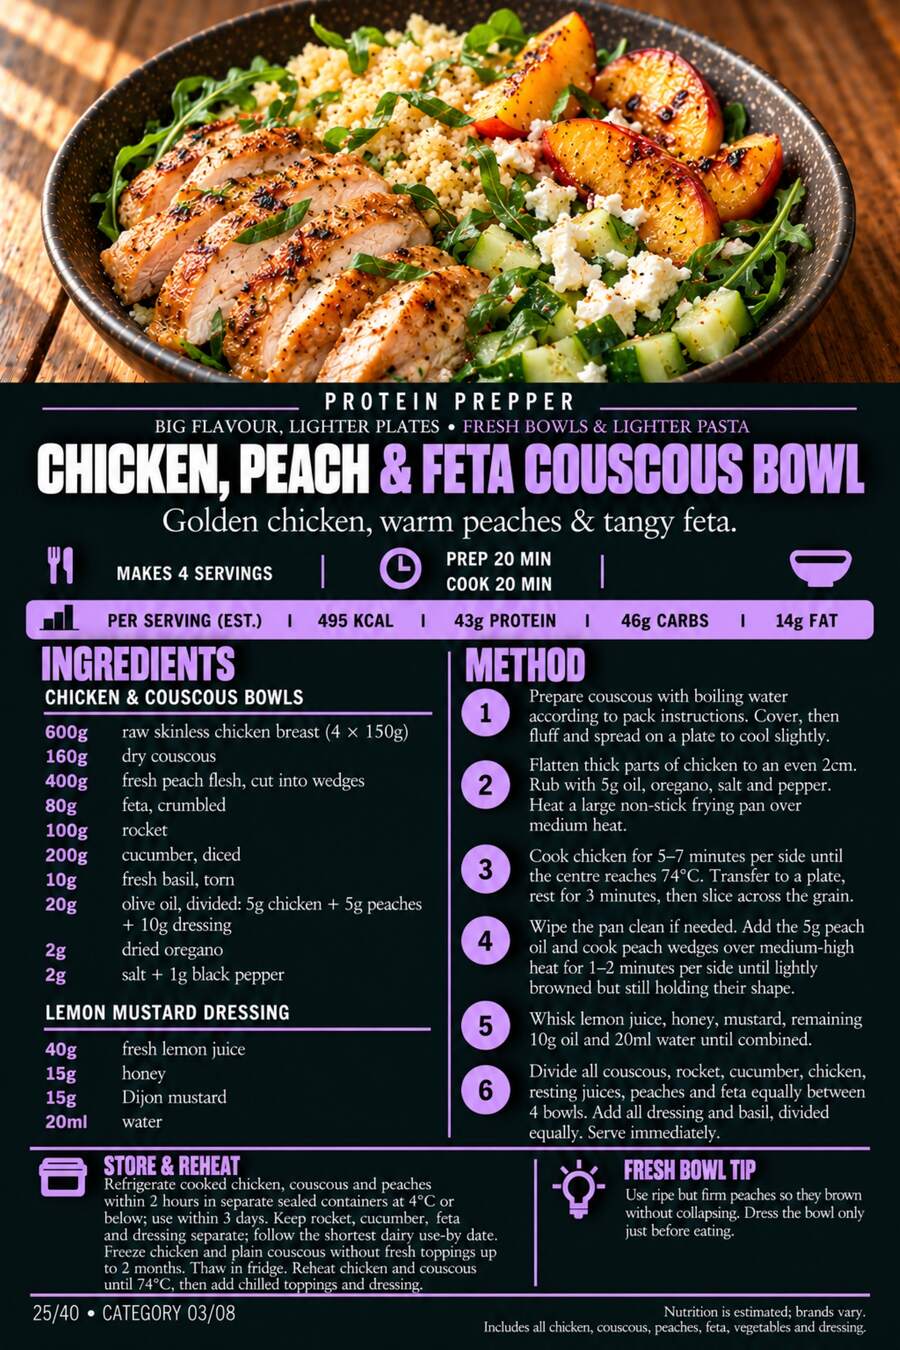 PROTEIN PREPPER
BIG FLAVOUR, LIGHTER PLATES • FRESH BOWLS & LIGHTER PASTA
CHICKEN, PEACH & FETA COUSCOUS BOWL
Golden chicken, warm peaches & tangy feta.
MAKES 4 SERVINGS
PREP 20 MIN
COOK 20 MIN
PER SERVING (EST.) | 495 KCAL | 43g PROTEIN | 46g CARBS | 14g FAT
INGREDIENTS
CHICKEN & COUSCOUS BOWLS
600g raw skinless chicken breast (4 × 150g)
160g dry couscous
400g fresh peach flesh, cut into wedges
80g feta, crumbled
100g rocket
200g cucumber, diced
10g fresh basil, torn
20g olive oil, divided: 5g chicken + 5g peaches
+ 10g dressing
2g dried oregano
2g salt + 1g black pepper
LEMON MUSTARD DRESSING
40g fresh lemon juice
15g honey
15g Dijon mustard
20ml water
METHOD
1 Prepare couscous with boiling water
according to pack instructions. Cover, then
fluff and spread on a plate to cool slightly.
2 Flatten thick parts of chicken to an even 2cm.
Rub with 5g oil, oregano, salt and pepper.
Heat a large non-stick frying pan over
medium heat.
3 Cook chicken for 5–7 minutes per side until
the centre reaches 74°C. Transfer to a plate,
rest for 3 minutes, then slice across the grain.
4 Wipe the pan clean if needed. Add the 5g peach
oil and cook peach wedges over medium-high
heat for 1–2 minutes per side until lightly
browned but still holding their shape.
5 Whisk lemon juice, honey, mustard, remaining
10g oil and 20ml water until combined.
6 Divide all couscous, rocket, cucumber, chicken,
resting juices, peaches and feta equally between
4 bowls. Add all dressing and basil, divided
equally. Serve immediately.
STORE & REHEAT
Refrigerate cooked chicken, couscous and peaches
within 2 hours in separate sealed containers at 4°C or
below; use within 3 days. Keep rocket, cucumber, feta
and dressing separate; follow the shortest dairy use-by date.
Freeze chicken and plain couscous without fresh toppings up
to 2 months. Thaw in fridge. Reheat chicken and couscous
until 74°C, then add chilled toppings and dressing.
FRESH BOWL TIP
Use ripe but firm peaches so they brown
without collapsing. Dress the bowl only
just before eating.
25/40 • CATEGORY 03/08
Nutrition is estimated; brands vary.
Includes all chicken, couscous, peaches, feta, vegetables and dressing.